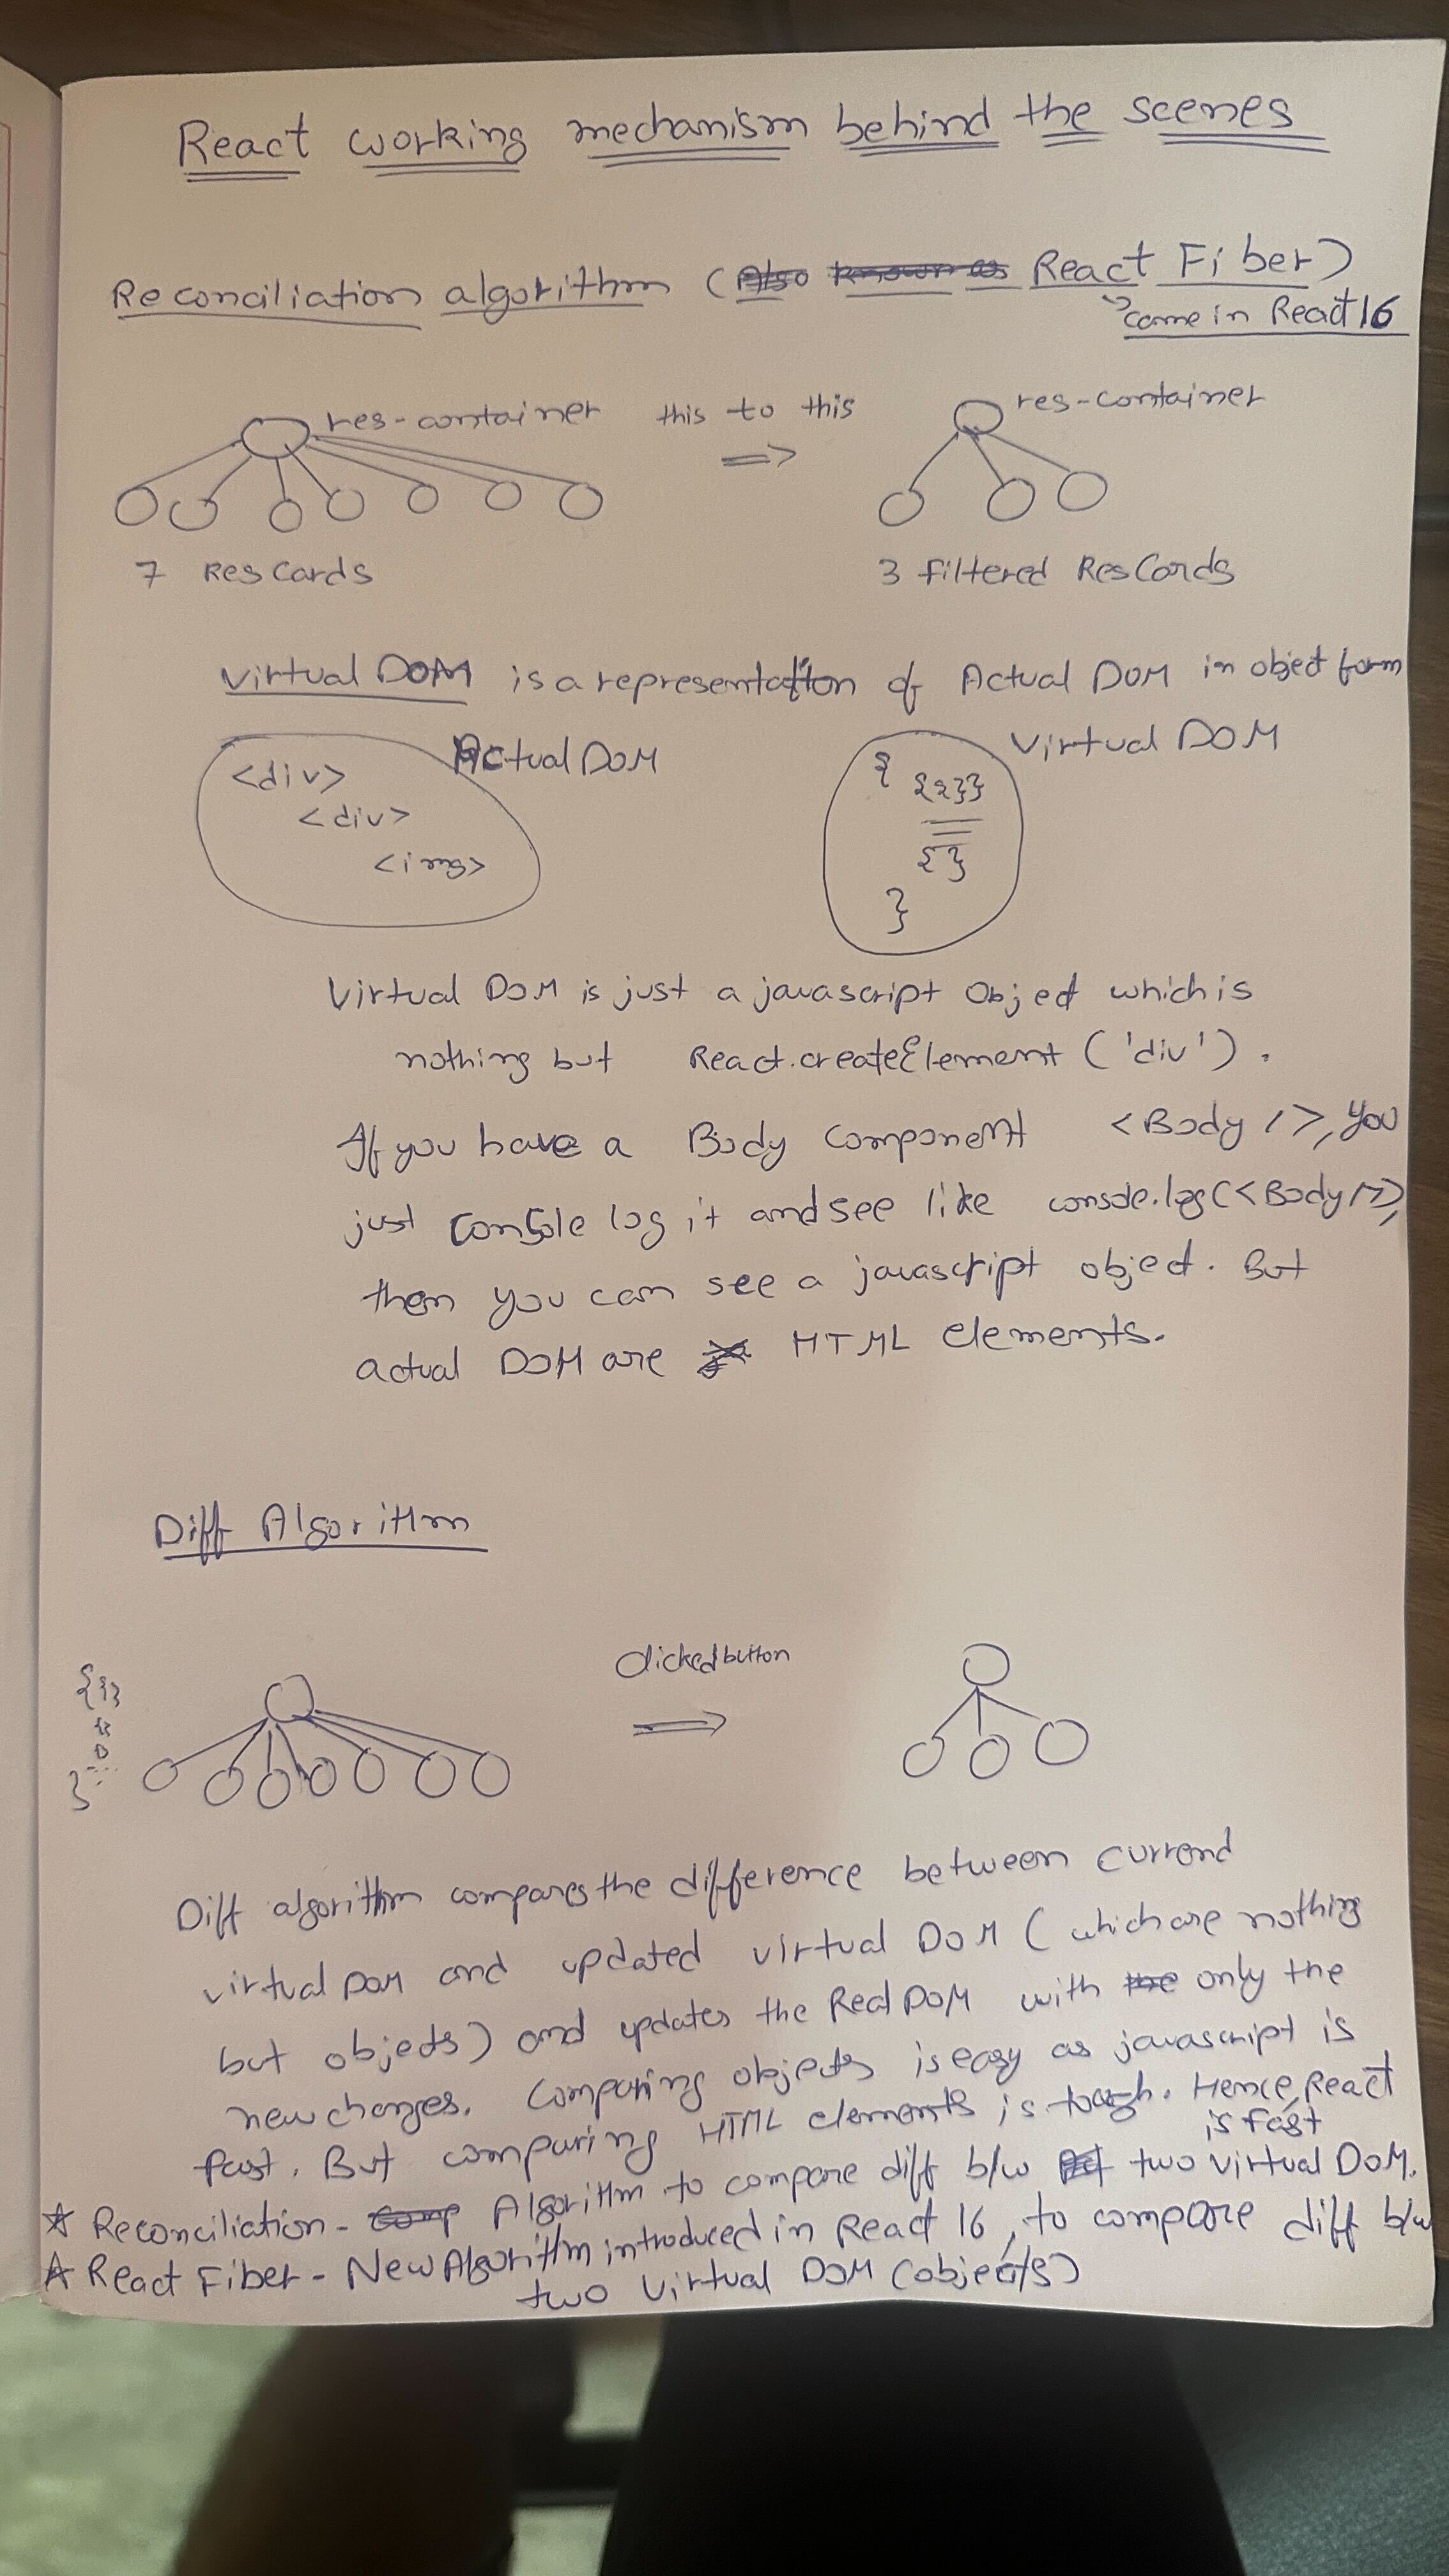 React working mechanism behind the scenes
Reconciliation algorithm (Also known as React Fiber)
came in React 16
res-container this to this res-container
⇒
7 ResCards 3 filtered ResCards
Virtual DOM is a representation of Actual DOM in object form
Actual DOM Virtual DOM
<div> {
<div> {{}}
<img> {}
}
Virtual DOM is just a javascript Object which is
nothing but React.createElement ('div').
If you have a Body Component <Body />, you
just console log it and see like console.log(<Body />),
then you can see a javascript object. But
actual DOM are HTML elements.
Diff Algorithm
Clicked button
{}
⇒
}
Diff algorithm compares the difference between current
virtual DOM and updated virtual DOM (which are nothing
but objects) and updates the Real DOM with the only the
new changes. Comparing objects is easy as javascript is
fast. But comparing HTML elements is tough. Hence, React
is fast
☆ Reconciliation - Comp Algorithm to compare diff b/w two Virtual DOM.
☆ React Fiber - New Algorithm introduced in React 16, to compare diff b/w
two Virtual DOM (objects)